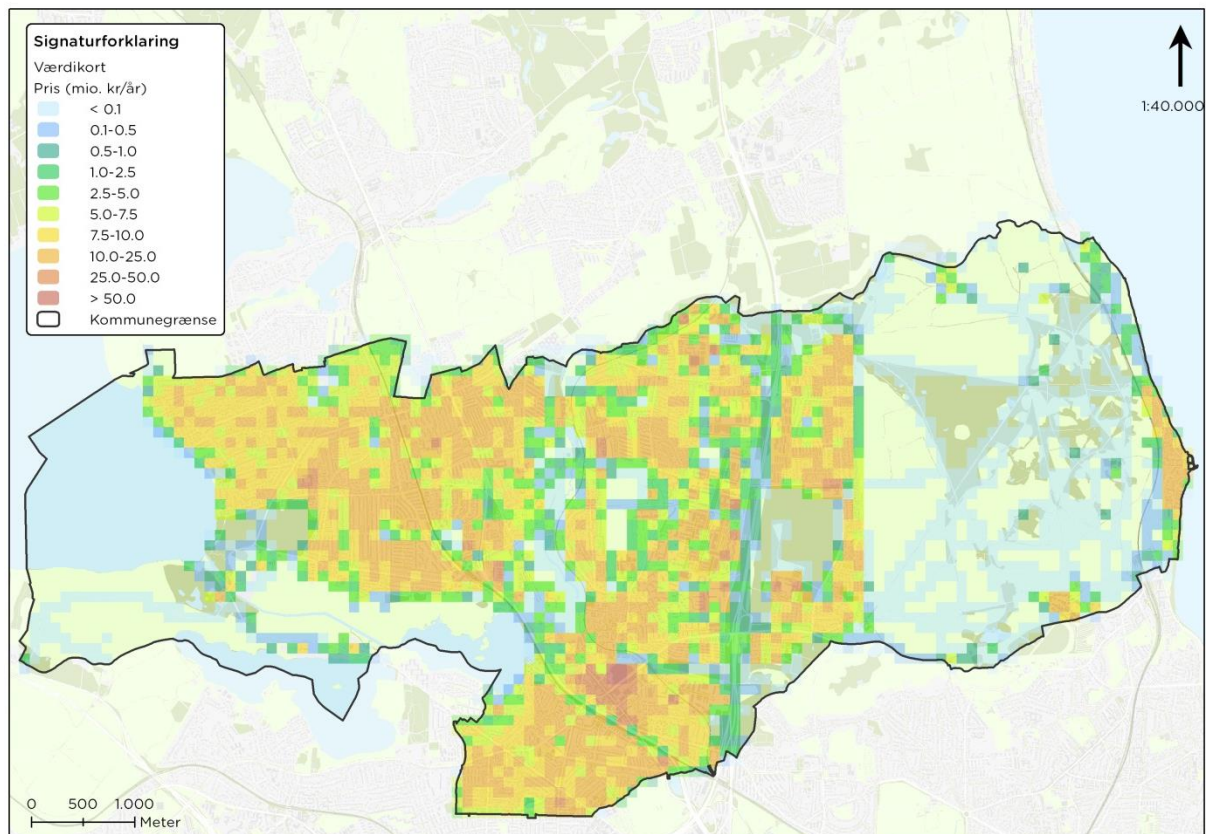 Signaturforklaring
Værdikort
Pris (mio. kr/år)
< 0.1
0.1-0.5
0.5-1.0
1.0-2.5
2.5-5.0
5.0-7.5
7.5-10.0
10.0-25.0
25.0-50.0
> 50.0
Kommunegrænse
1:40.000
0 500 1.000
Meter